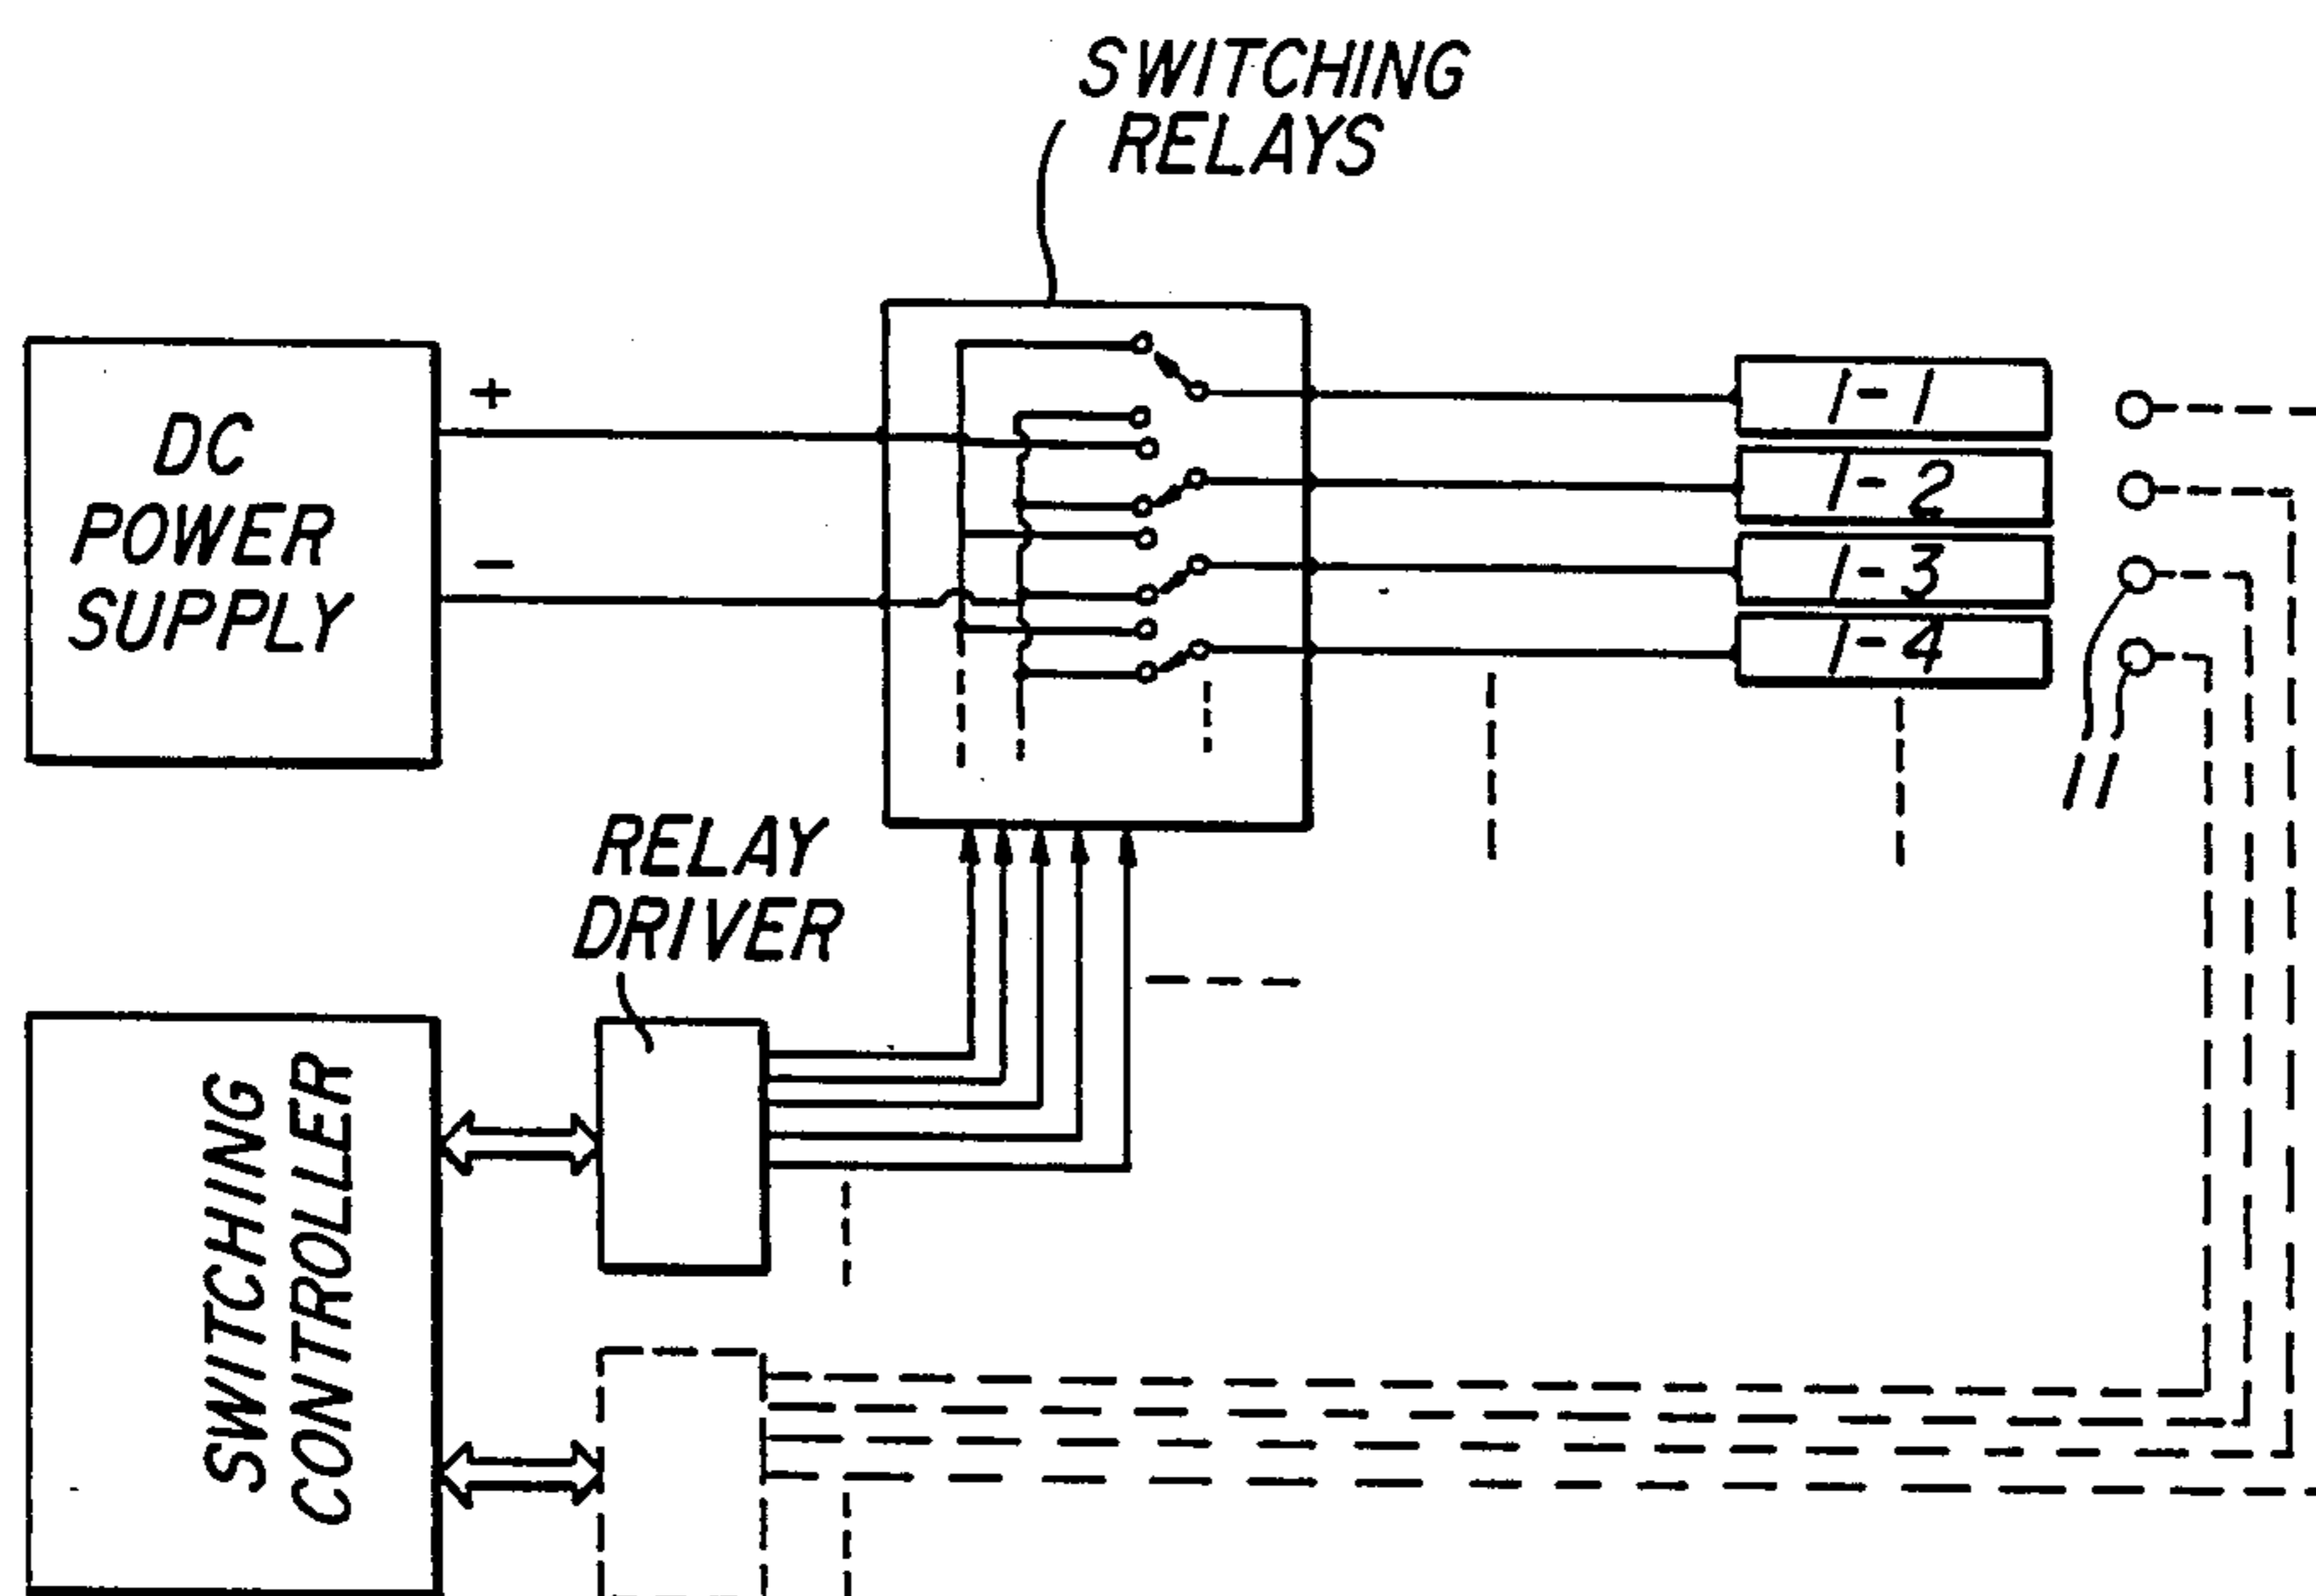 SWITCHING
RELAYS
+
DC
POWER
SUPPLY
-
1-1
1-2
1-3
1-4
11
RELAY
DRIVER
SWITCHING
CONTROLLER